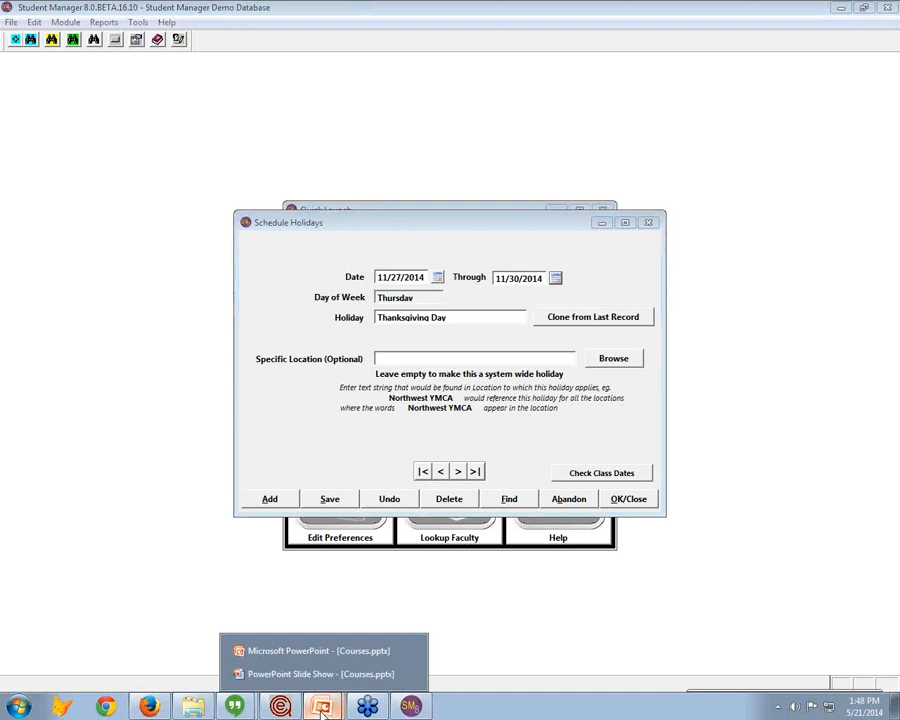 Student Manager 8.0.BETA.16.10 - Student Manager Demo Database
File Edit Module Reports Tools Help
Schedule Holidays
Date 11/27/2014 Through 11/30/2014
Day of Week Thursday
Holiday Thanksgiving Day Clone from Last Record
Specific Location (Optional) Browse
Leave empty to make this a system wide holiday
Enter text string that would be found in Location to which this holiday applies, eg.
Northwest YMCA would reference this holiday for all the locations
where the words Northwest YMCA appear in the location
|< < > >| Check Class Dates
Add Save Undo Delete Find Abandon OK/Close
Edit Preferences Lookup Faculty Help
Microsoft PowerPoint - [Courses.pptx]
PowerPoint Slide Show - [Courses.pptx]
1:48 PM
5/21/2014